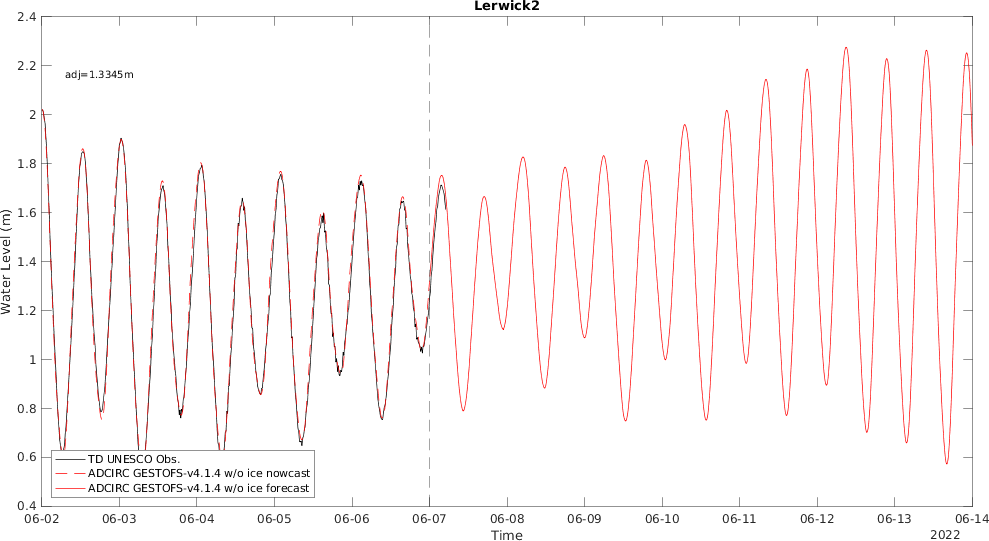 Lerwick2
2.4
2.2
2
1.8
1.6
1.4
1.2
1
0.8
0.6
0.4
Water Level (m)
adj=1.3345m
TD UNESCO Obs.
ADCIRC GESTOFS-v4.1.4 w/o ice nowcast
ADCIRC GESTOFS-v4.1.4 w/o ice forecast
06-02 06-03 06-04 06-05 06-06 06-07 06-08 06-09 06-10 06-11 06-12 06-13 06-14
Time
2022